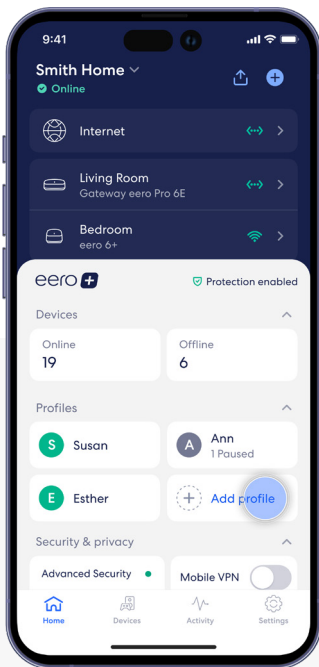 9:41
Smith Home
Online
Internet
Living Room
Gateway eero Pro 6E
Bedroom
eero 6+
eero +
Protection enabled
Devices
Online
19
Offline
6
Profiles
S Susan
A Ann
1 Paused
E Esther
+ Add profile
Security & privacy
Advanced Security
Mobile VPN
Home
Devices
Activity
Settings